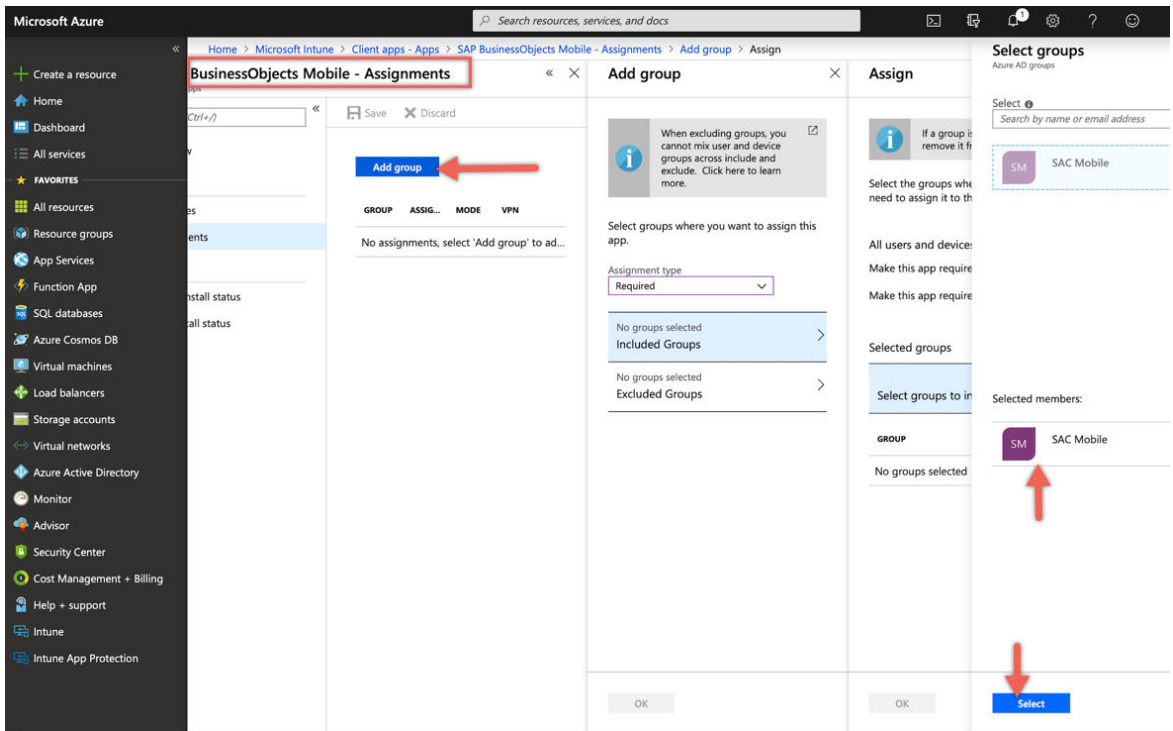 Microsoft Azure
Search resources, services, and docs
1
Home > Microsoft Intune > Client apps - Apps > SAP BusinessObjects Mobile - Assignments > Add group > Assign
Create a resource
Home
Dashboard
All services
FAVORITES
All resources
Resource groups
App Services
Function App
SQL databases
Azure Cosmos DB
Virtual machines
Load balancers
Storage accounts
Virtual networks
Azure Active Directory
Monitor
Advisor
Security Center
Cost Management + Billing
Help + support
Intune
Intune App Protection
BusinessObjects Mobile - Assignments
pps
Ctrl+/)
es
ents
nstall status
tall status
Save Discard
Add group
GROUP ASSIG... MODE VPN
No assignments, select 'Add group' to ad...
Add group
When excluding groups, you
cannot mix user and device
groups across include and
exclude. Click here to learn
more.
Select groups where you want to assign this
app.
Assignment type
Required
No groups selected
Included Groups
No groups selected
Excluded Groups
OK
Assign
If a group is
remove it fr
Select the groups whe
need to assign it to th
All users and devices
Make this app require
Make this app require
Selected groups
Select groups to in
GROUP
No groups selected
OK
Select groups
Azure AD groups
Select
Search by name or email address
SM SAC Mobile
Selected members:
SM SAC Mobile
Select